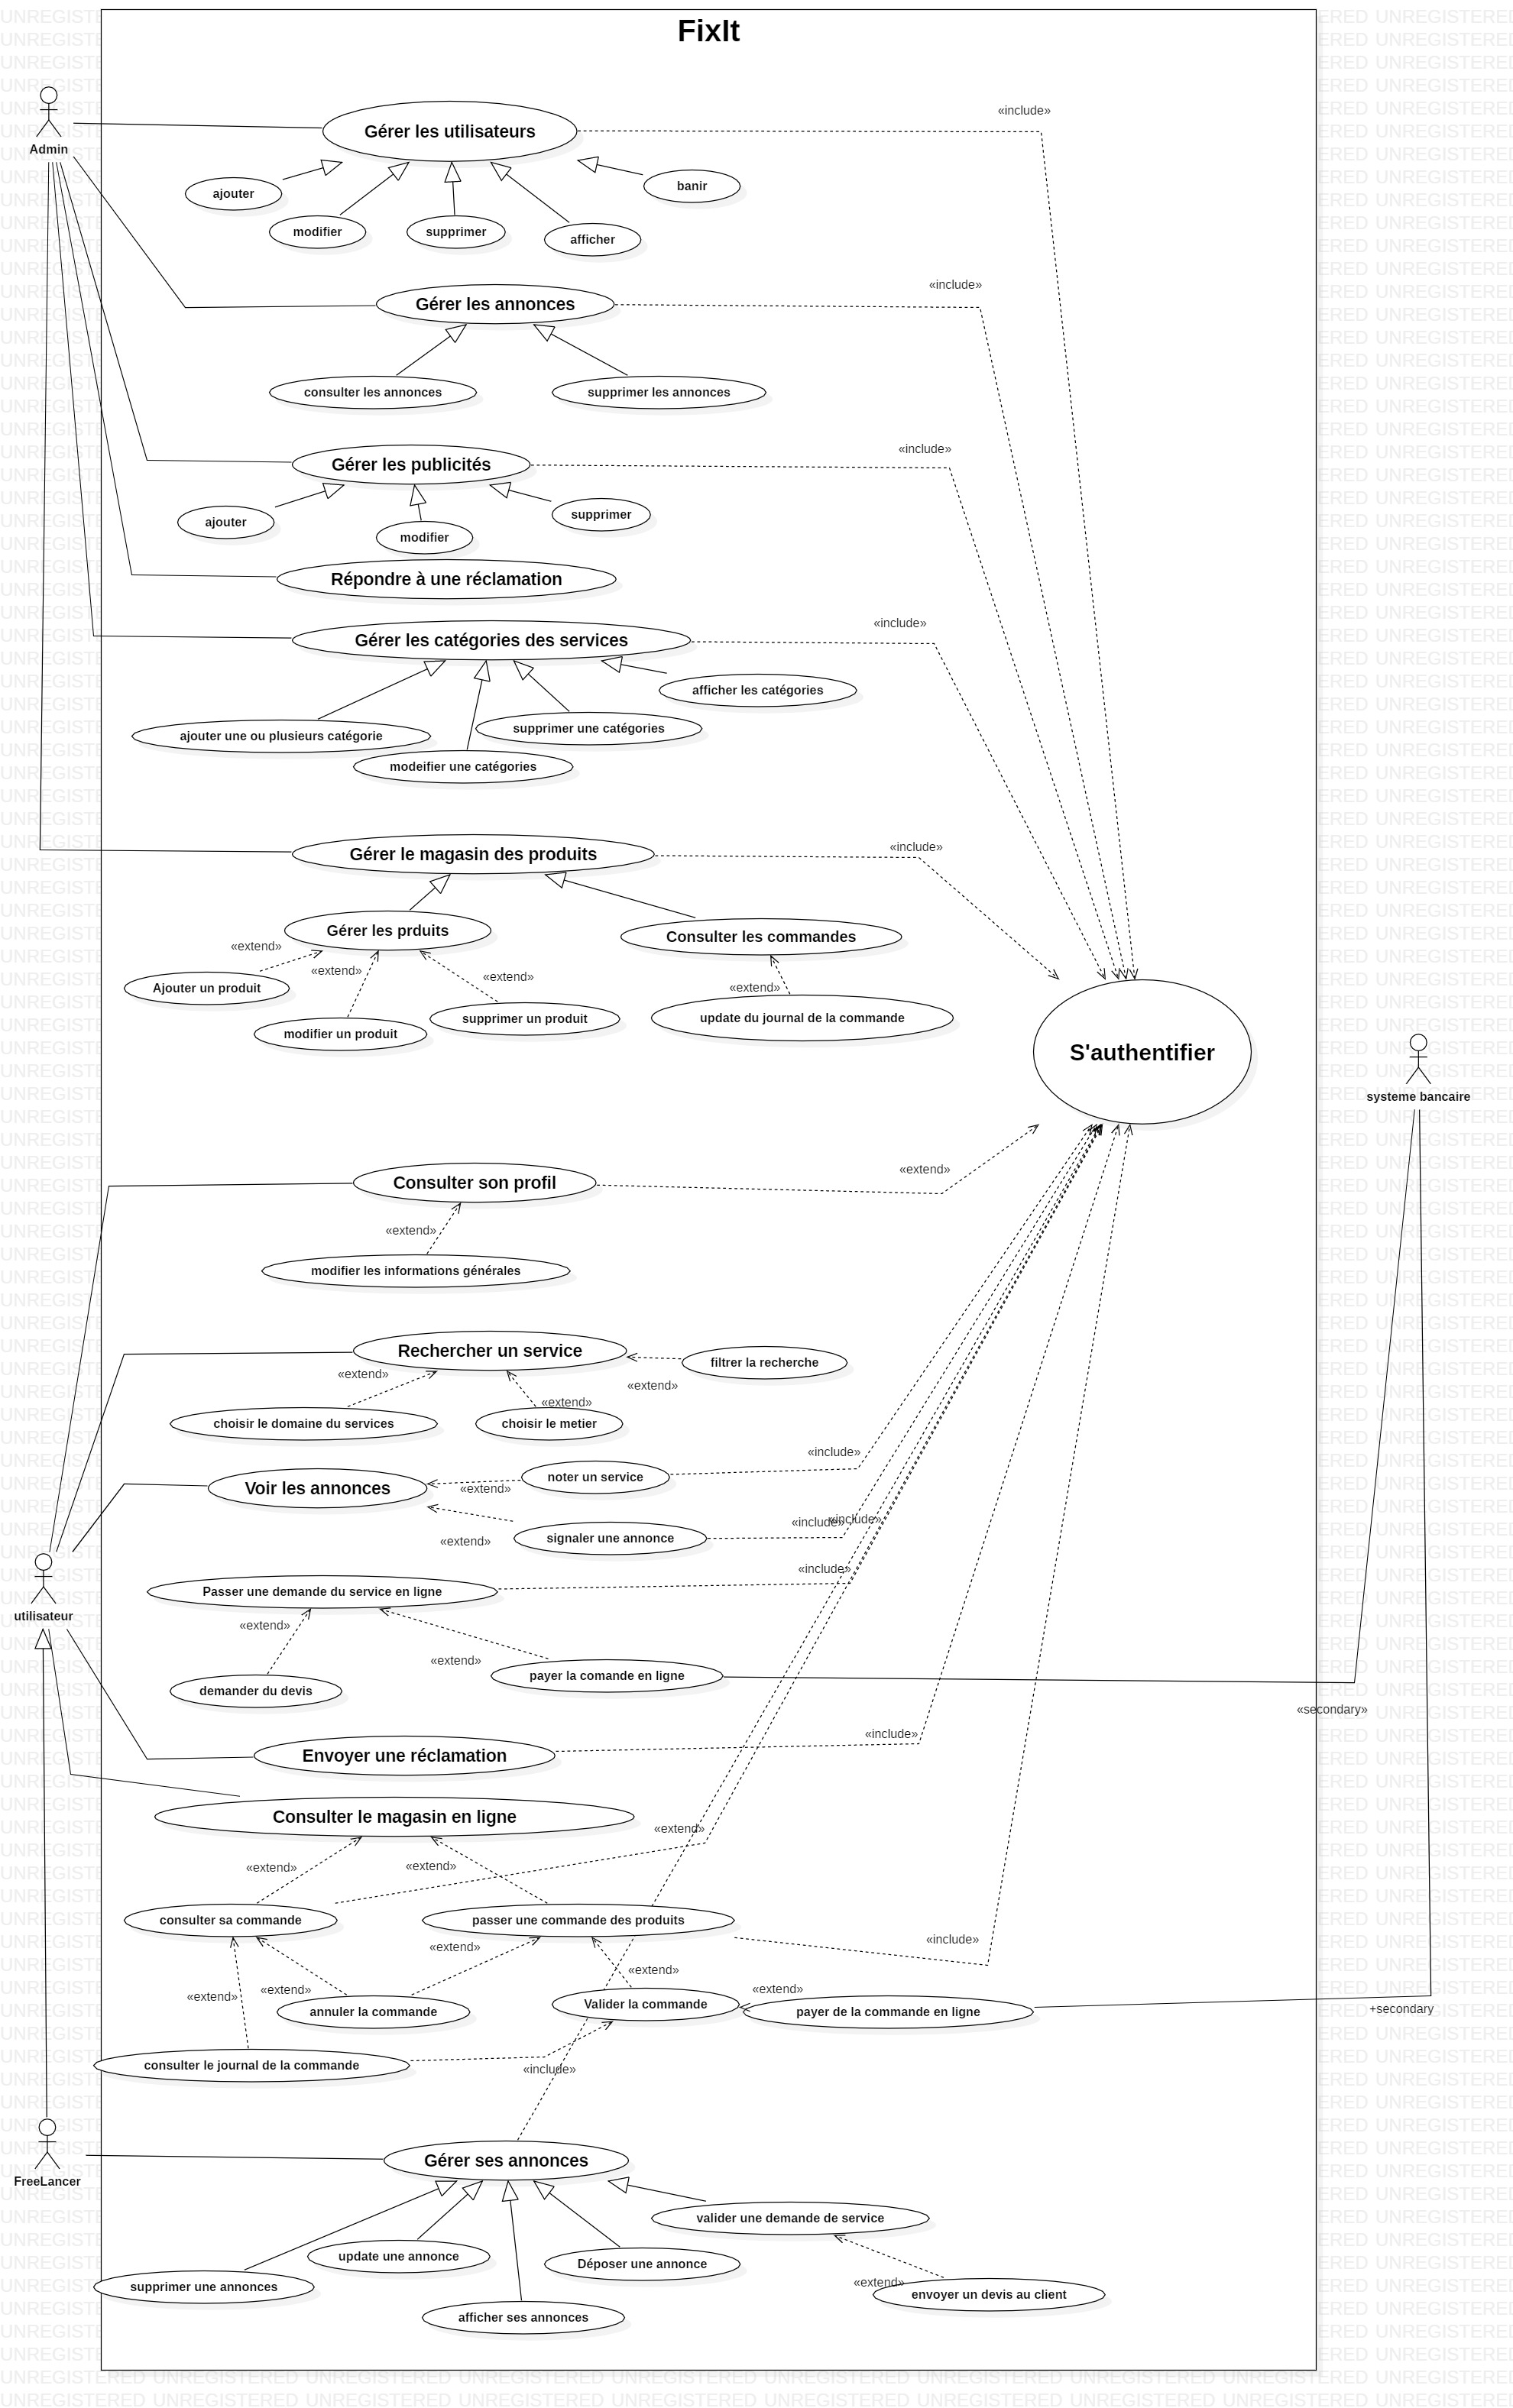 FixIt
Admin
Gérer les utilisateurs
«include»
ajouter
modifier
supprimer
afficher
banir
Gérer les annonces
«include»
consulter les annonces
supprimer les annonces
Gérer les publicités
«include»
ajouter
modifier
supprimer
Répondre à une réclamation
Gérer les catégories des services
«include»
afficher les catégories
ajouter une ou plusieurs catégorie
supprimer une catégories
modeifier une catégories
Gérer le magasin des produits
«include»
Gérer les prduits
Consulter les commandes
«extend»
«extend»
«extend»
«extend»
Ajouter un produit
modifier un produit
supprimer un produit
update du journal de la commande
S'authentifier
systeme bancaire
Consulter son profil
«extend»
«extend»
modifier les informations générales
Rechercher un service
filtrer la recherche
«extend»
«extend»
«extend»
choisir le domaine du services
choisir le metier
Voir les annonces
noter un service
«include»
«extend»
signaler une annonce
«extend»
«include»
«include»
utilisateur
Passer une demande du service en ligne
«include»
«extend»
«extend»
demander du devis
payer la comande en ligne
«secondary»
Envoyer une réclamation
«include»
Consulter le magasin en ligne
«extend»
«extend»
«extend»
consulter sa commande
passer une commande des produits
«include»
«extend»
«extend»
«extend»
«extend»
«extend»
annuler la commande
Valider la commande
payer de la commande en ligne
+secondary
consulter le journal de la commande
«include»
FreeLancer
Gérer ses annonces
valider une demande de service
update une annonce
Déposer une annonce
supprimer une annonces
afficher ses annonces
«extend»
envoyer un devis au client
UNREGISTERED UNREGISTERED UNREGISTERED UNREGISTERED UNREGISTERED UNREGISTERED UNREGISTERED UNREGISTERED UNREGISTERED UNREGISTERED